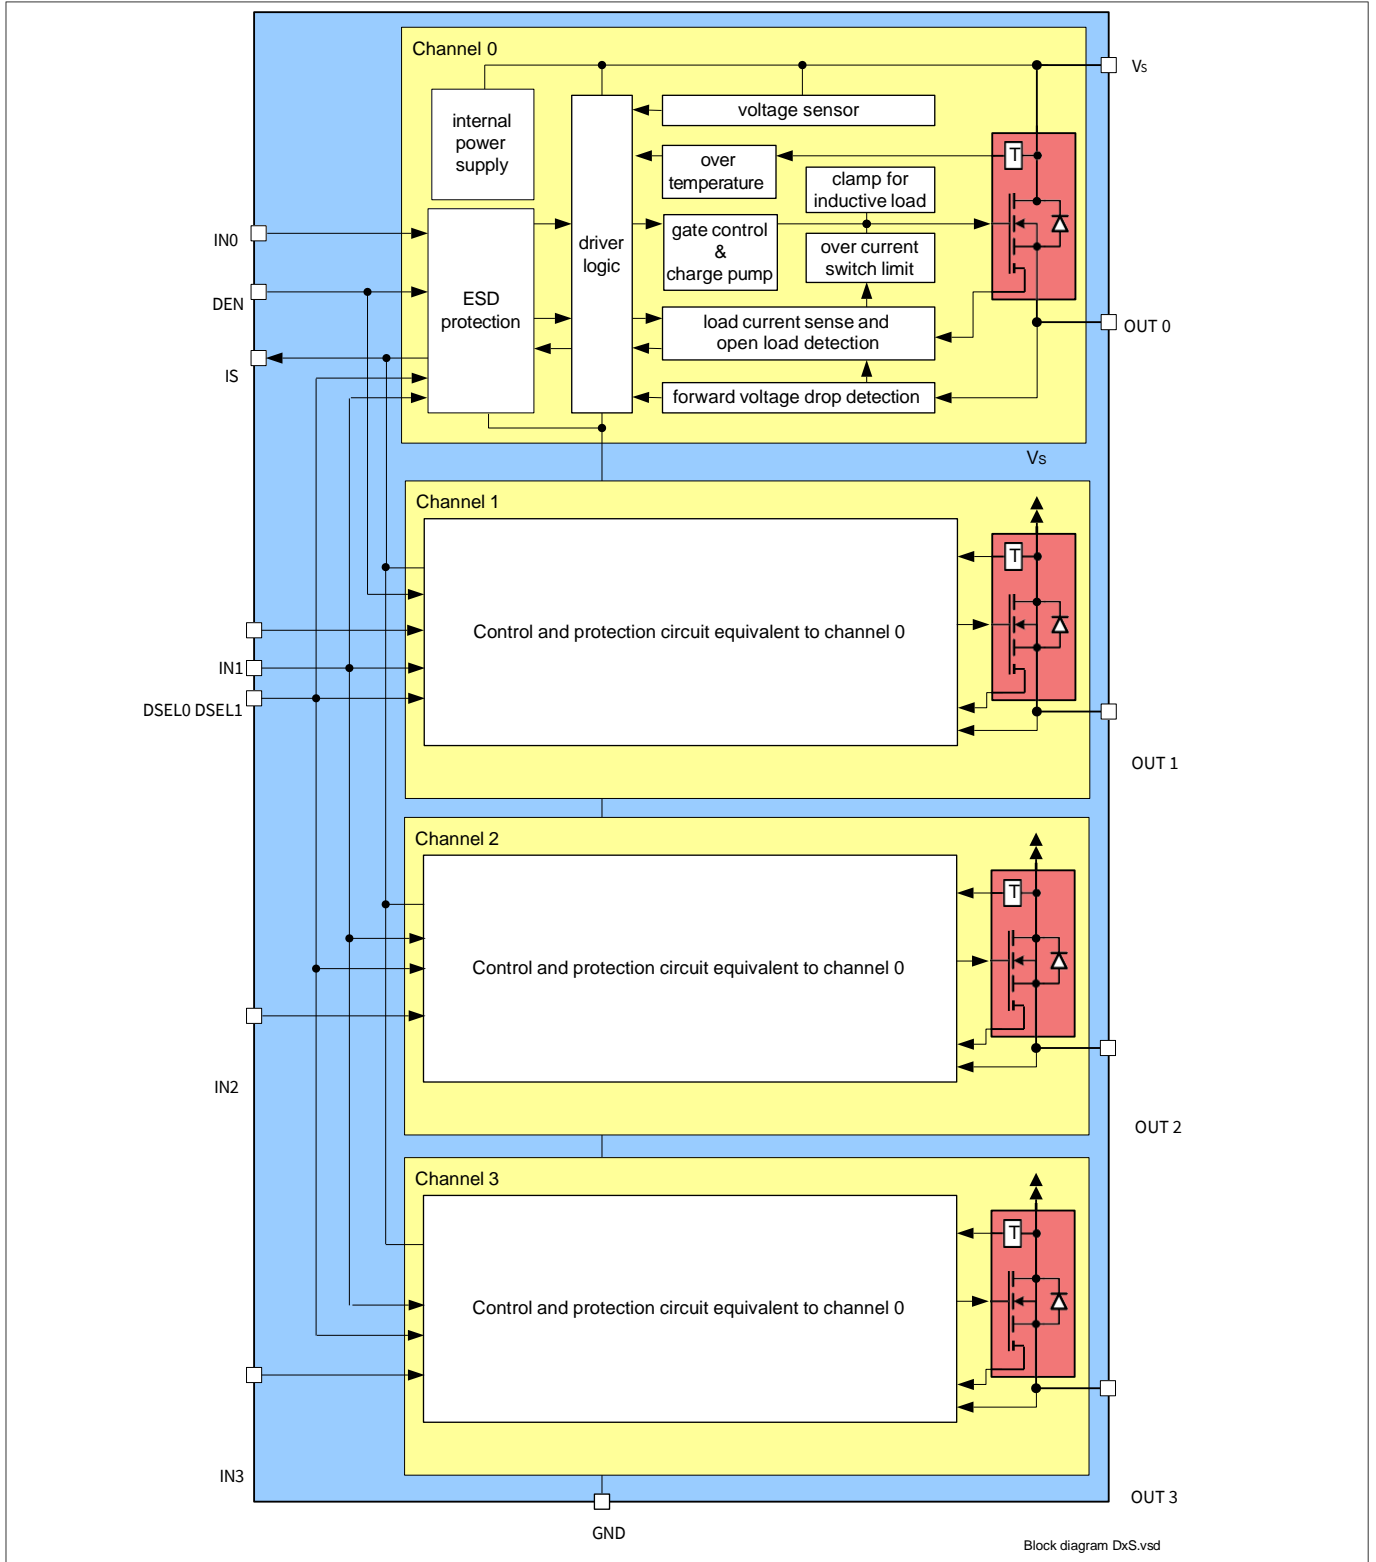 Channel 0
Vs
internal
power
supply
voltage sensor
over
temperature
T
clamp for
inductive load
IN0
driver
logic
gate control
&
charge pump
over current
switch limit
DEN
ESD
protection
load current sense and
open load detection
OUT 0
IS
forward voltage drop detection
Vs
Channel 1
T
Control and protection circuit equivalent to channel 0
IN1
DSEL0 DSEL1
OUT 1
Channel 2
T
Control and protection circuit equivalent to channel 0
IN2
OUT 2
Channel 3
T
Control and protection circuit equivalent to channel 0
IN3
OUT 3
GND
Block diagram DxS.vsd